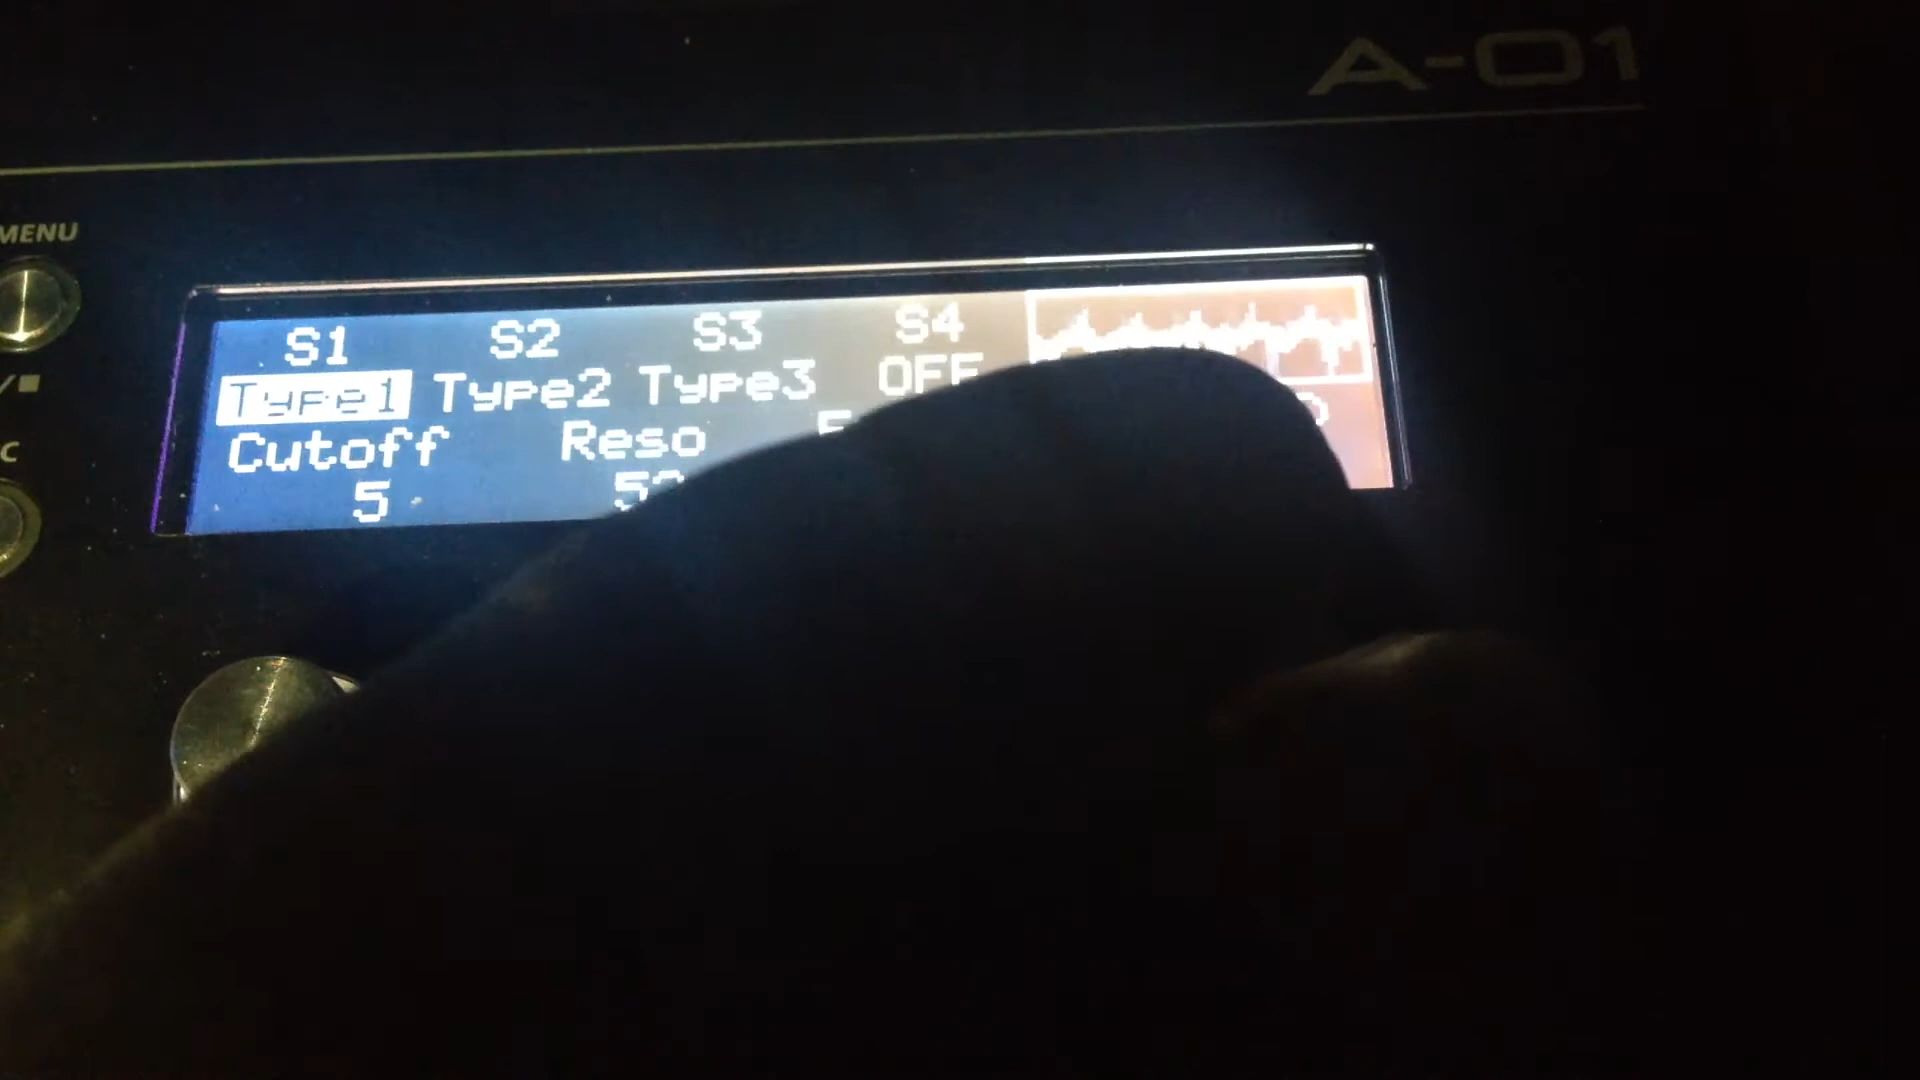 A-01
MENU
S1 S2 S3 S4
Type1 Type2 Type3 OFF
Cutoff Reso
5